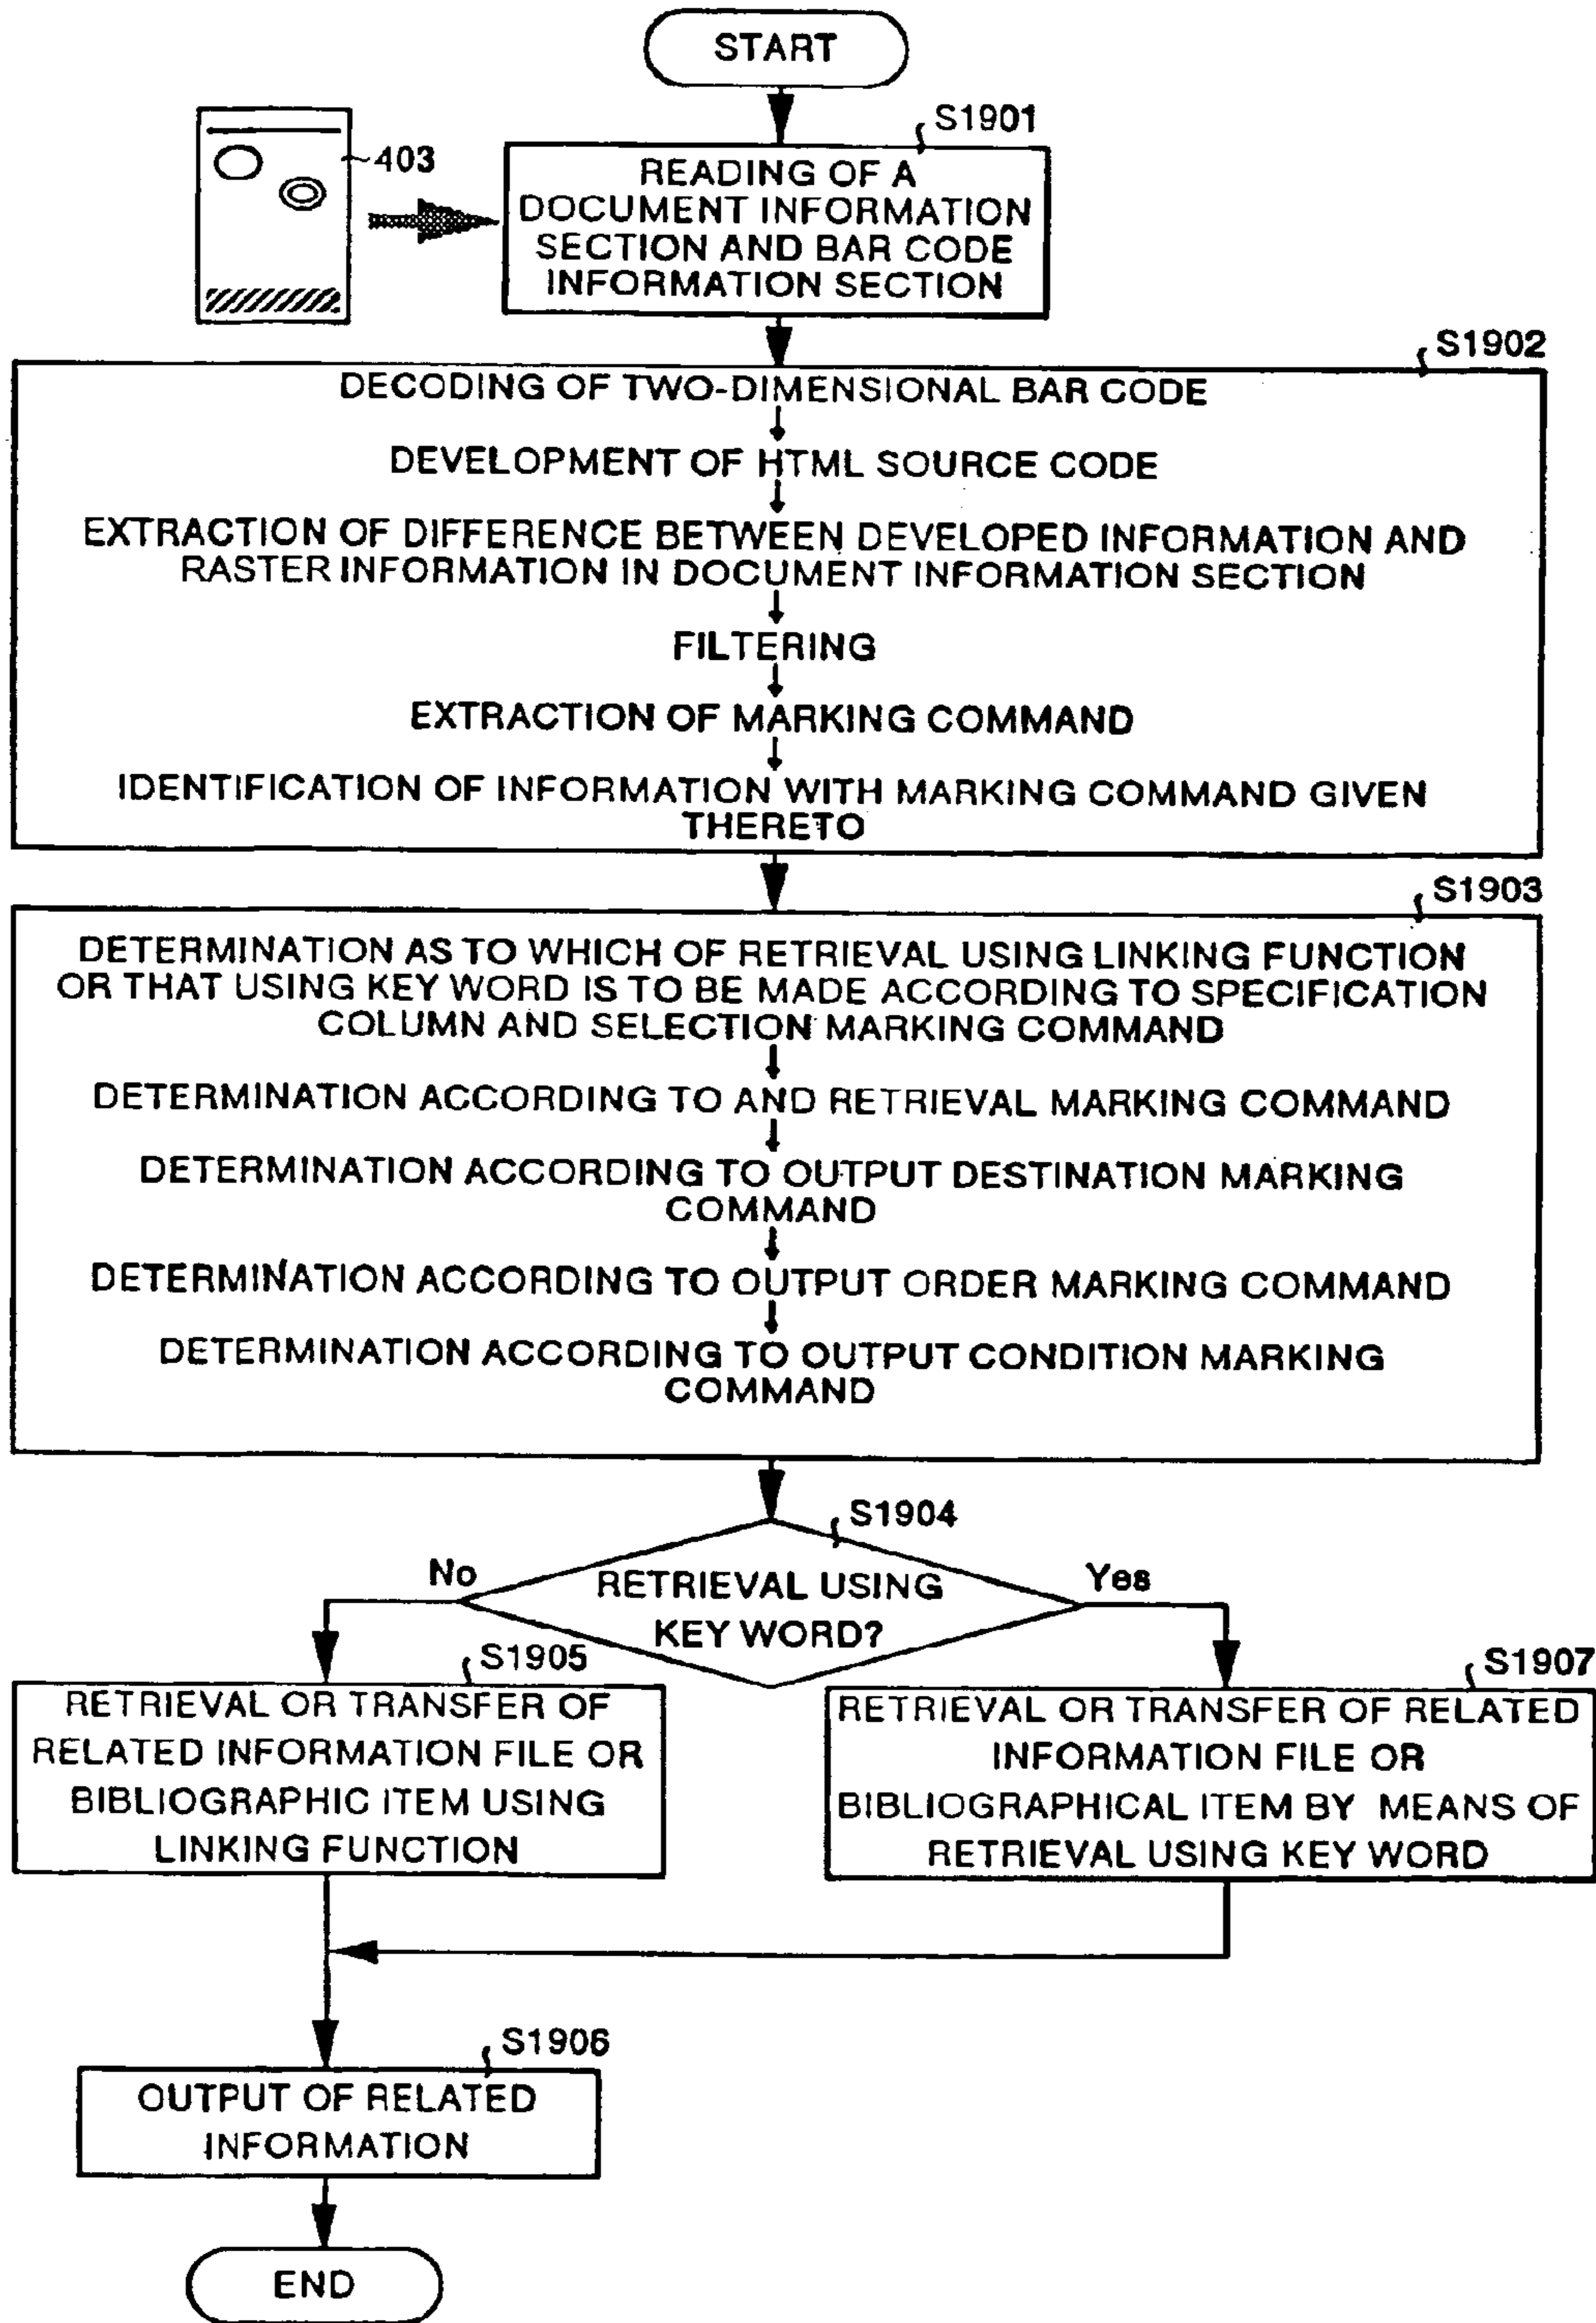 START
S1901
403
READING OF A
DOCUMENT INFORMATION
SECTION AND BAR CODE
INFORMATION SECTION
S1902
DECODING OF TWO-DIMENSIONAL BAR CODE
DEVELOPMENT OF HTML SOURCE CODE
EXTRACTION OF DIFFERENCE BETWEEN DEVELOPED INFORMATION AND
RASTER INFORMATION IN DOCUMENT INFORMATION SECTION
FILTERING
EXTRACTION OF MARKING COMMAND
IDENTIFICATION OF INFORMATION WITH MARKING COMMAND GIVEN
THERETO
S1903
DETERMINATION AS TO WHICH OF RETRIEVAL USING LINKING FUNCTION
OR THAT USING KEY WORD IS TO BE MADE ACCORDING TO SPECIFICATION
COLUMN AND SELECTION MARKING COMMAND
DETERMINATION ACCORDING TO AND RETRIEVAL MARKING COMMAND
DETERMINATION ACCORDING TO OUTPUT DESTINATION MARKING
COMMAND
DETERMINATION ACCORDING TO OUTPUT ORDER MARKING COMMAND
DETERMINATION ACCORDING TO OUTPUT CONDITION MARKING
COMMAND
S1904
No
RETRIEVAL USING
KEY WORD?
Yes
S1905
RETRIEVAL OR TRANSFER OF
RELATED INFORMATION FILE OR
BIBLIOGRAPHIC ITEM USING
LINKING FUNCTION
S1907
RETRIEVAL OR TRANSFER OF RELATED
INFORMATION FILE OR
BIBLIOGRAPHICAL ITEM BY MEANS OF
RETRIEVAL USING KEY WORD
S1906
OUTPUT OF RELATED
INFORMATION
END